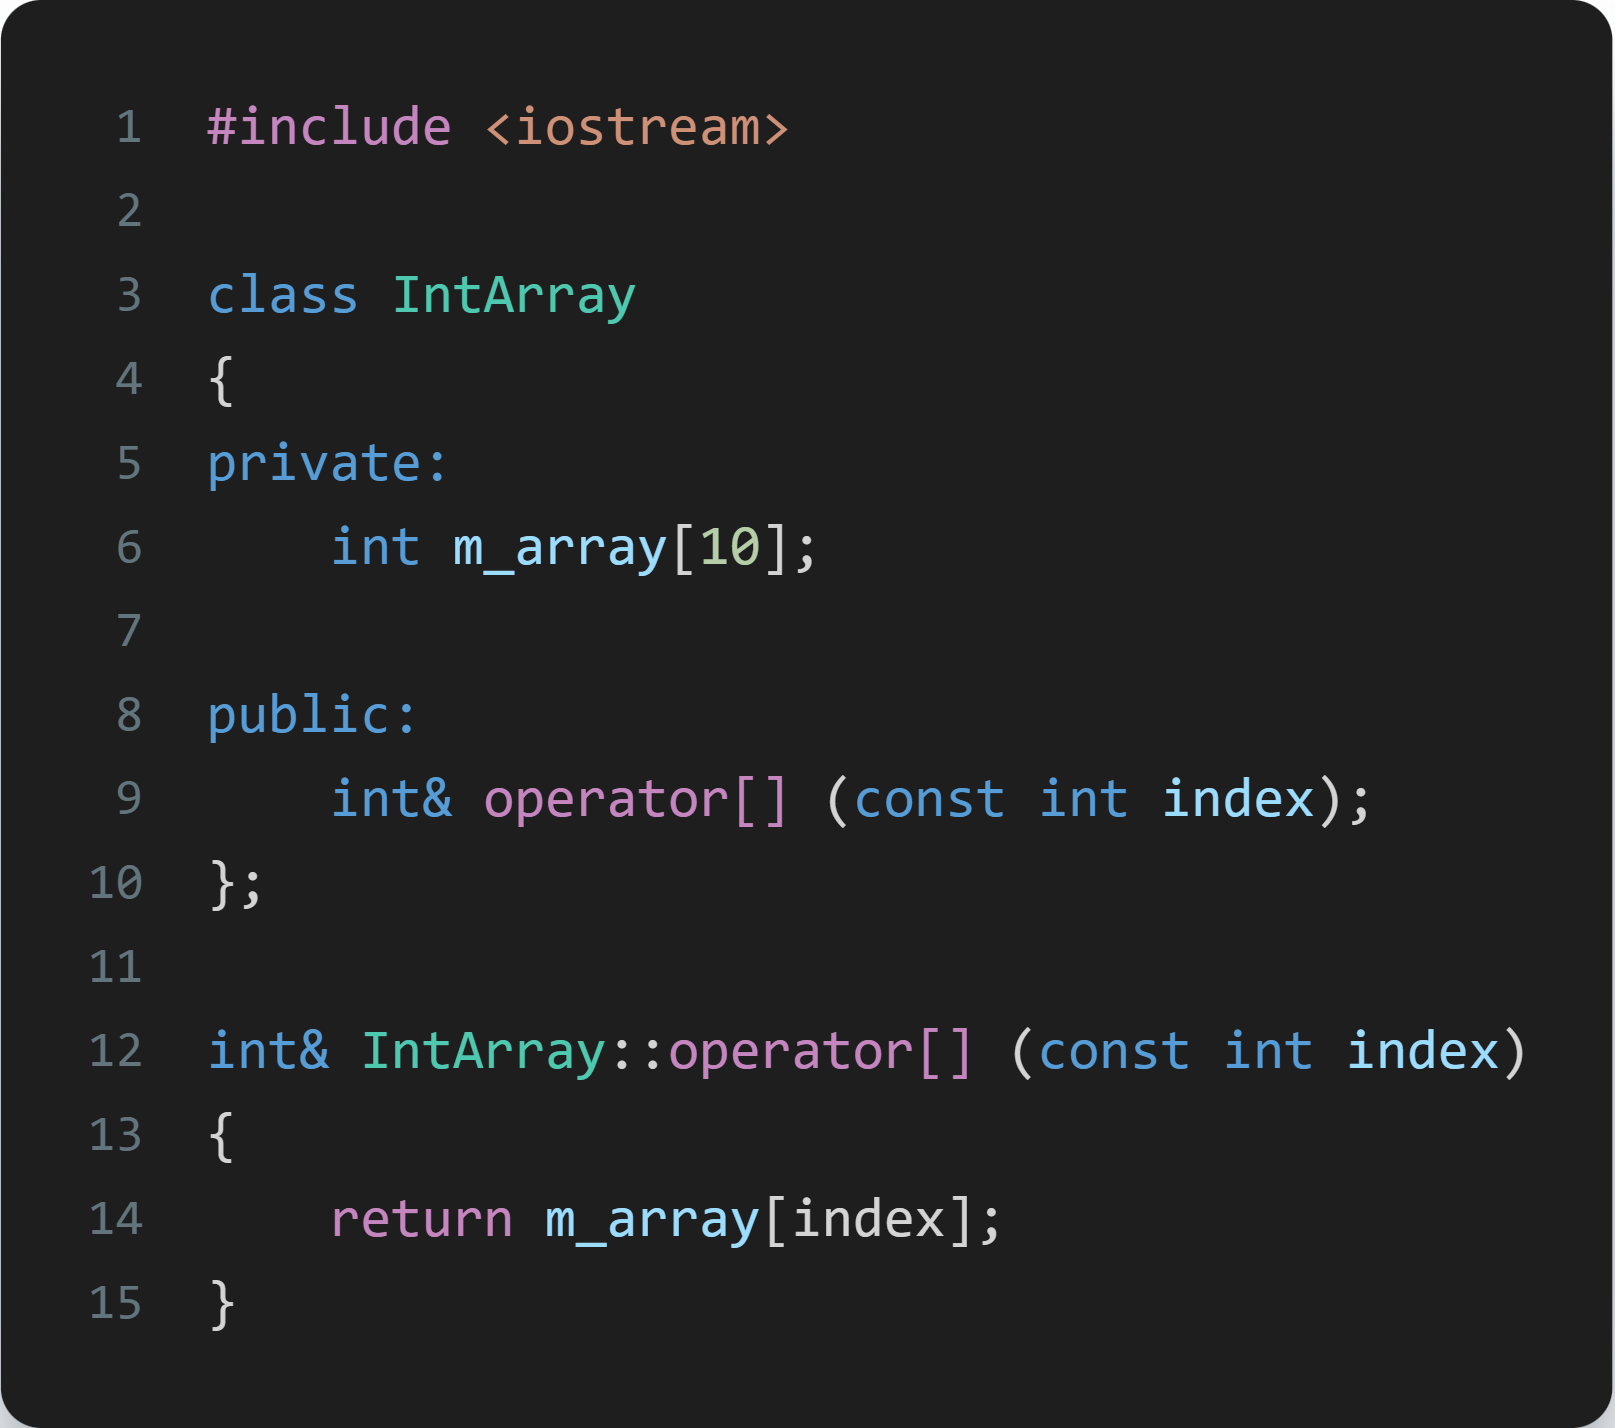 1 #include <iostream>
2
3 class IntArray
4 {
5 private:
6     int m_array[10];
7
8 public:
9     int& operator[] (const int index);
10 };
11
12 int& IntArray::operator[] (const int index)
13 {
14     return m_array[index];
15 }